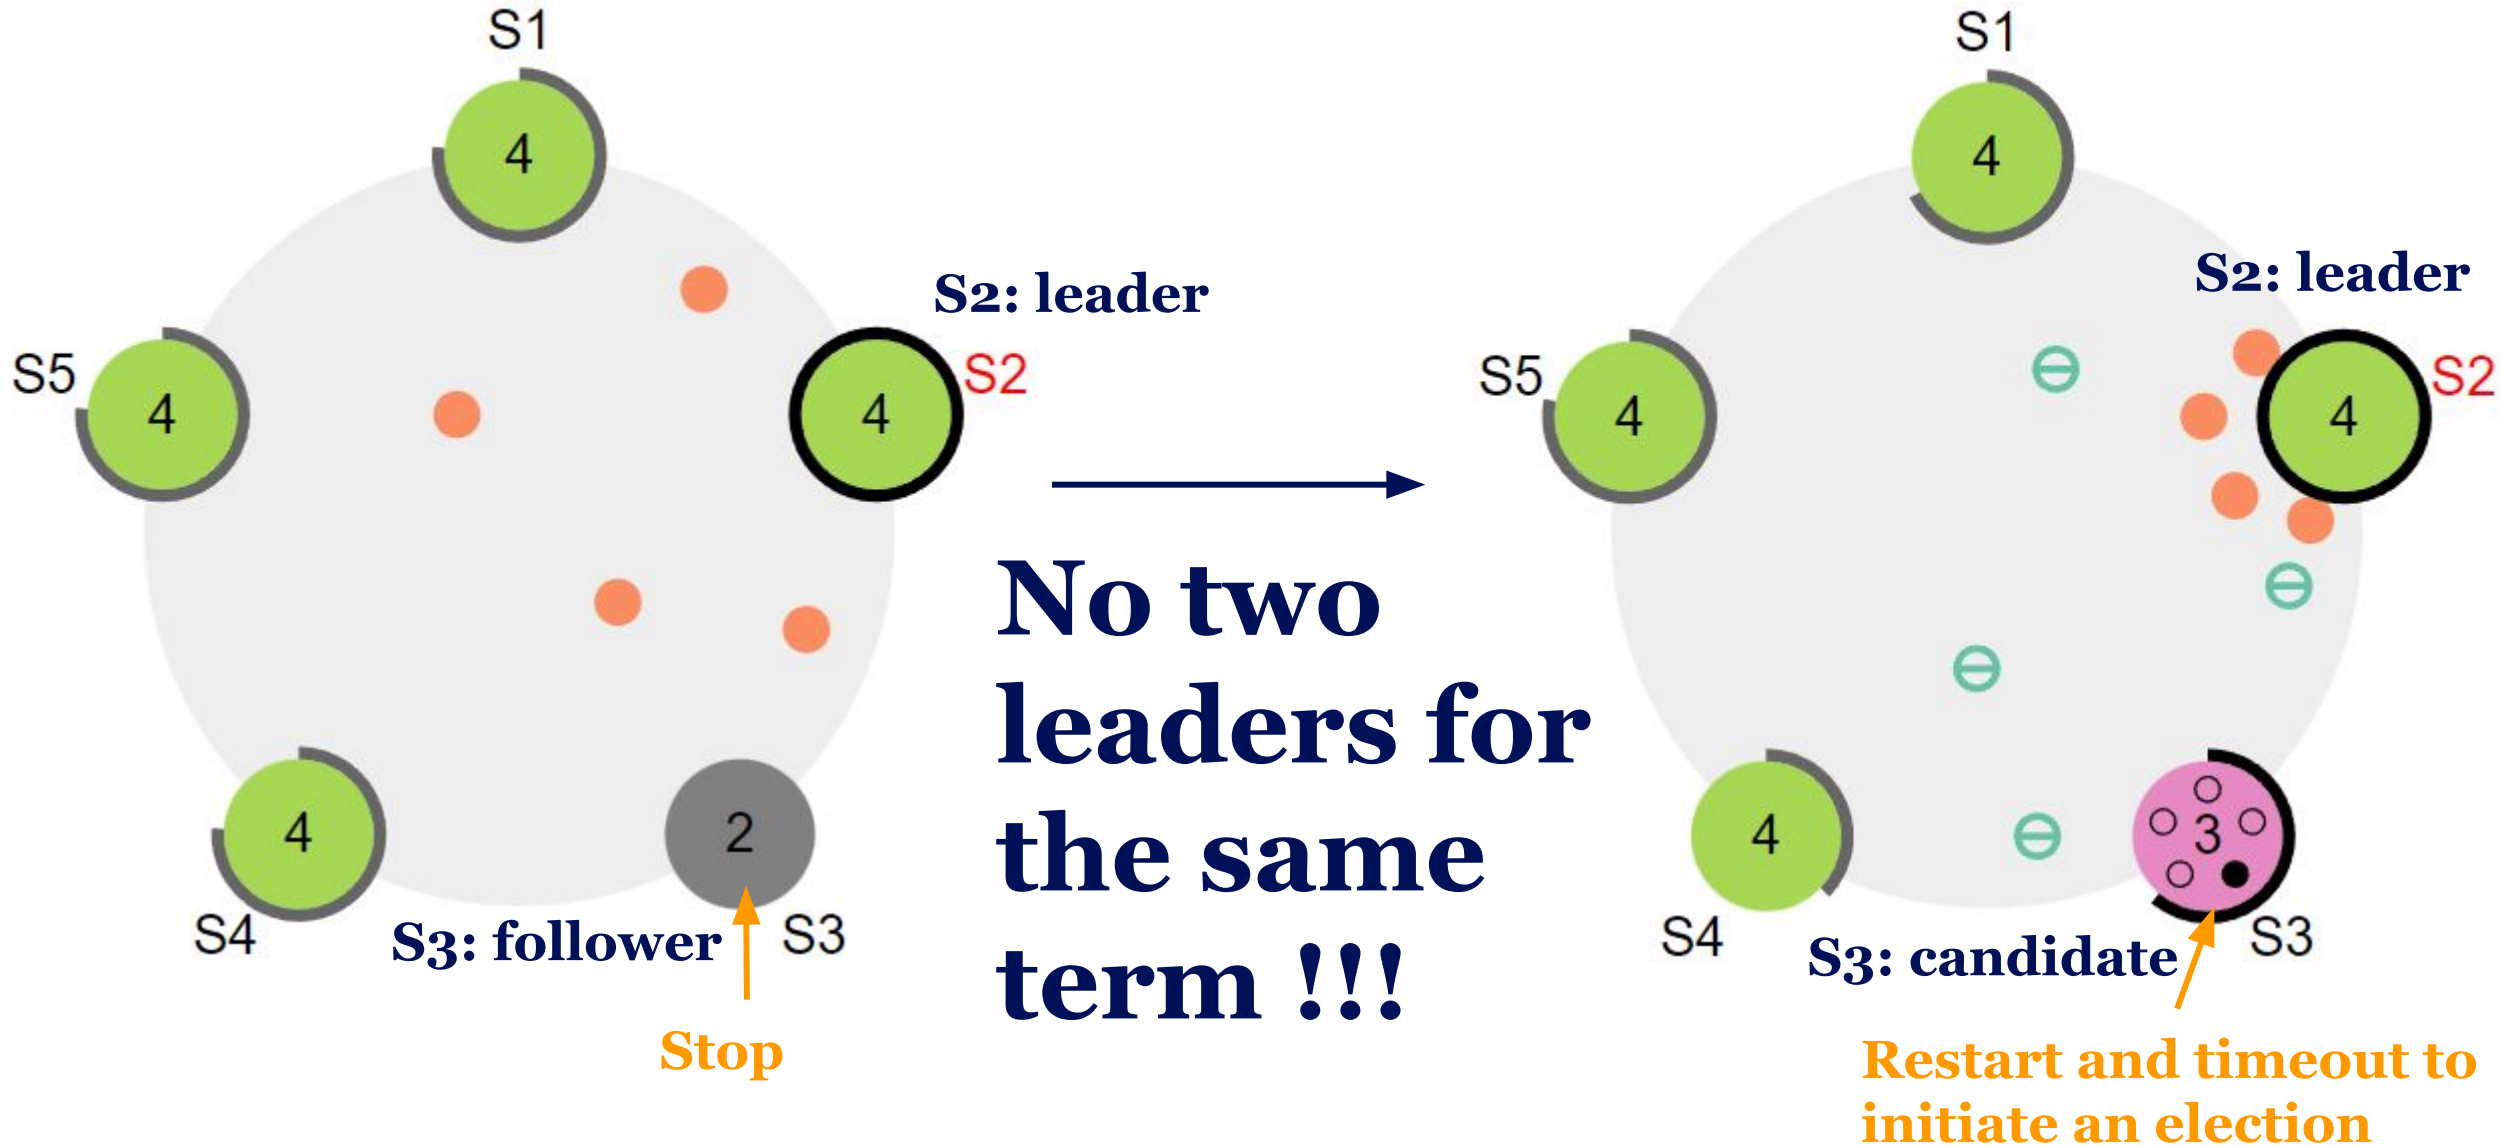 S1
4
S2: leader
S5
4
4
S2
4
2
S4
S3: follower
S3
Stop
No two
leaders for
the same
term !!!
S1
4
S2: leader
S5
4
4
S2
4
3
S4
S3: candidate
S3
Restart and timeout to
initiate an election